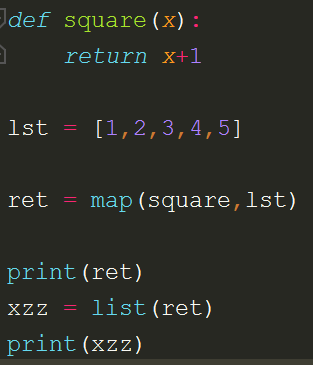 def square(x):
    return x+1
lst = [1,2,3,4,5]
ret = map(square,lst)
print(ret)
xzz = list(ret)
print(xzz)